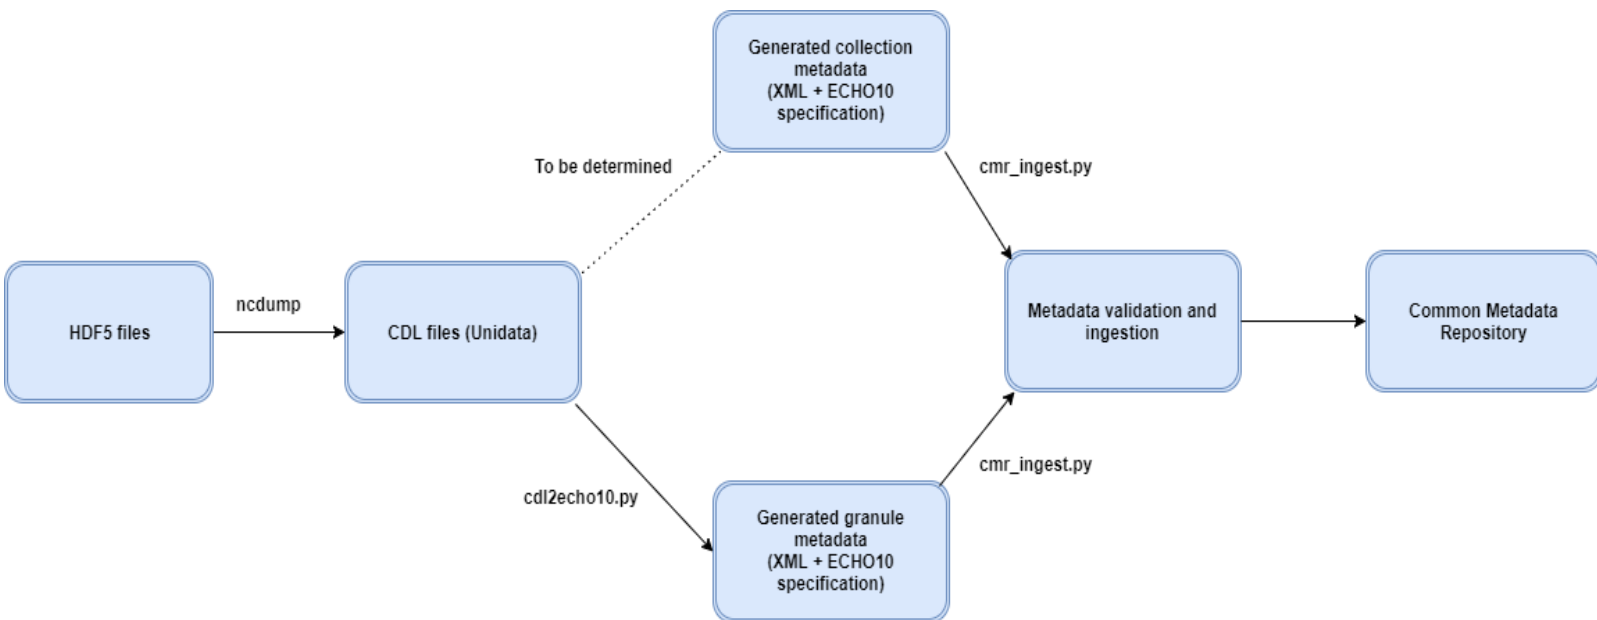 Generated collection
metadata
(XML + ECHO10
specification)
To be determined
cmr_ingest.py
HDF5 files
ncdump
CDL files (Unidata)
Metadata validation and
ingestion
Common Metadata
Repository
cdl2echo10.py
cmr_ingest.py
Generated granule
metadata
(XML + ECHO10
specification)